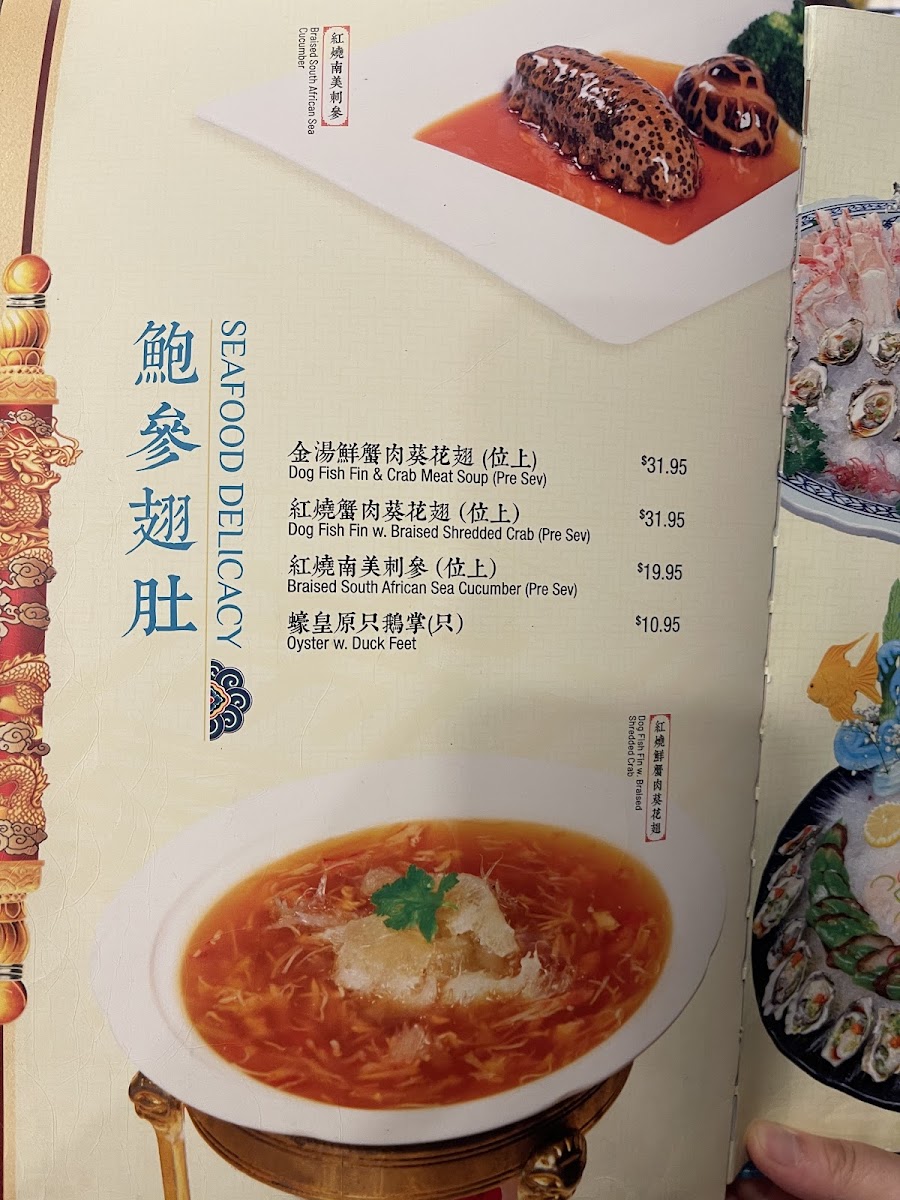 紅燒南美刺參
Braised South African Sea
Cucumber
鮑參翅肚
SEAFOOD DELICACY
金湯鮮蟹肉葵花翅 (位上)
Dog Fish Fin & Crab Meat Soup (Pre Sev)
$31.95
紅燒蟹肉葵花翅 (位上)
Dog Fish Fin w. Braised Shredded Crab (Pre Sev)
$31.95
紅燒南美刺參 (位上)
Braised South African Sea Cucumber (Pre Sev)
$19.95
蠔皇原只鵝掌(只)
Oyster w. Duck Feet
$10.95
紅燒鮮蟹肉葵花翅
Dog Fish Fin w. Braised
Shredded Crab